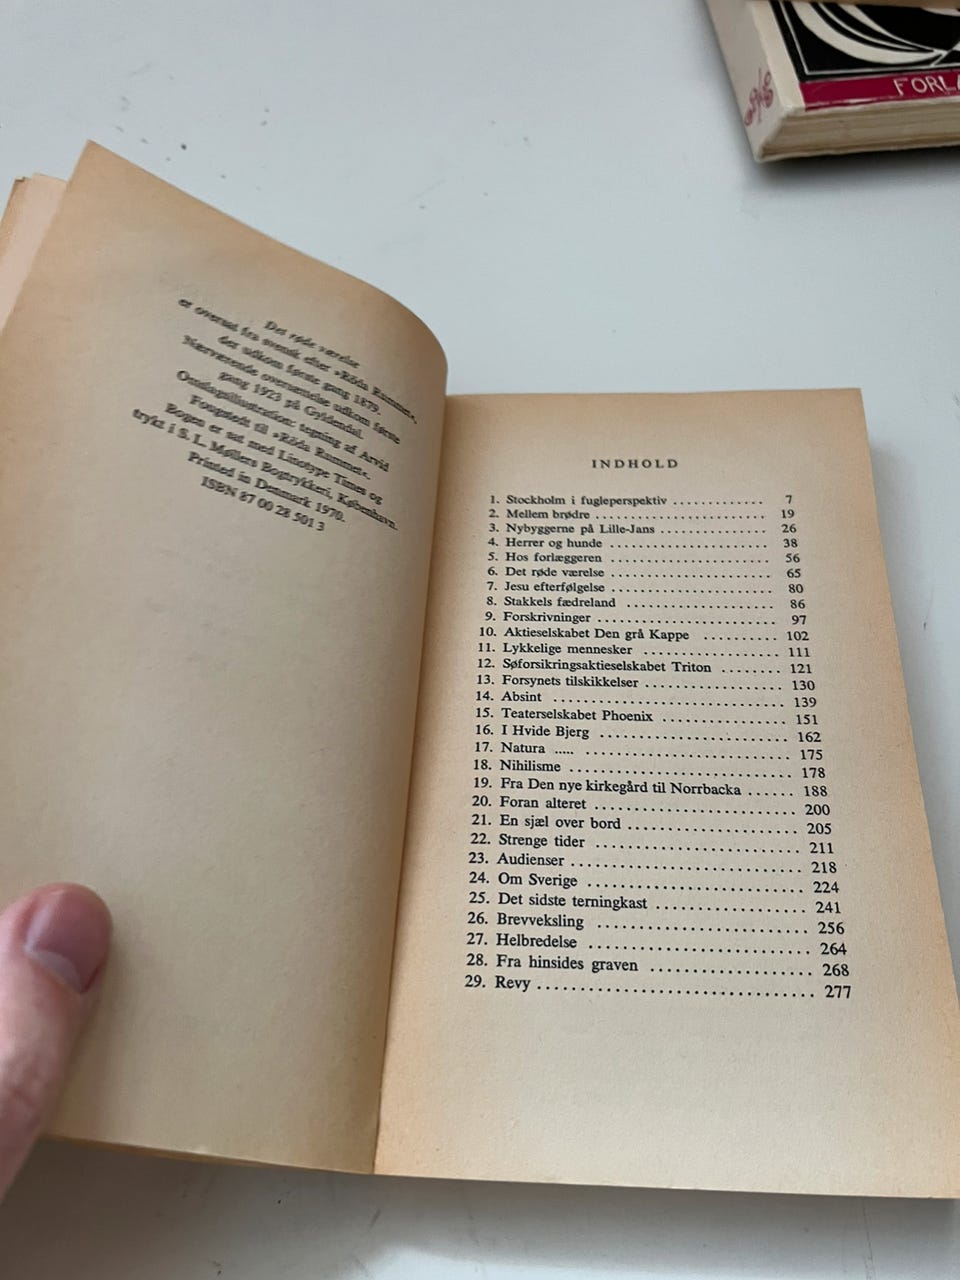 Det røde værelse
er oversat fra svensk efter »Röda Rummet«,
der udkom første gang 1879.
Nærværende oversættelse udkom første
gang 1923 på Gyldendal.
Omslagsillustration: tegning af Arvid
Fougstedt til »Röda Rummet«.
Bogen er sat med Linotype Times og
trykt i S. L. Møllers Bogtrykkeri, København.
Printed in Denmark 1970.
ISBN 87 00 28 501 3
INDHOLD
1. Stockholm i fugleperspektiv ............. 7
2. Mellem brødre ......................... 19
3. Nybyggerne på Lille-Jans ................ 26
4. Herrer og hunde ........................ 38
5. Hos forlæggeren ........................ 56
6. Det røde værelse ........................ 65
7. Jesu efterfølgelse ........................ 80
8. Stakkels fædreland ...................... 86
9. Forskrivninger .......................... 97
10. Aktieselskabet Den grå Kappe .......... 102
11. Lykkelige mennesker .................... 111
12. Søforsikringsaktieselskabet Triton ........ 121
13. Forsynets tilskikkelser .................... 130
14. Absint .................................. 139
15. Teaterselskabet Phoenix .................. 151
16. I Hvide Bjerg ............................ 162
17. Natura ..... ............................ 175
18. Nihilisme ................................ 178
19. Fra Den nye kirkegård til Norrbacka ...... 188
20. Foran alteret ............................ 200
21. En sjæl over bord ........................ 205
22. Strenge tider ............................ 211
23. Audienser ................................ 218
24. Om Sverige .............................. 224
25. Det sidste terningkast .................... 241
26. Brevveksling ............................ 256
27. Helbredelse .............................. 264
28. Fra hinsides graven ...................... 268
29. Revy .................................... 277